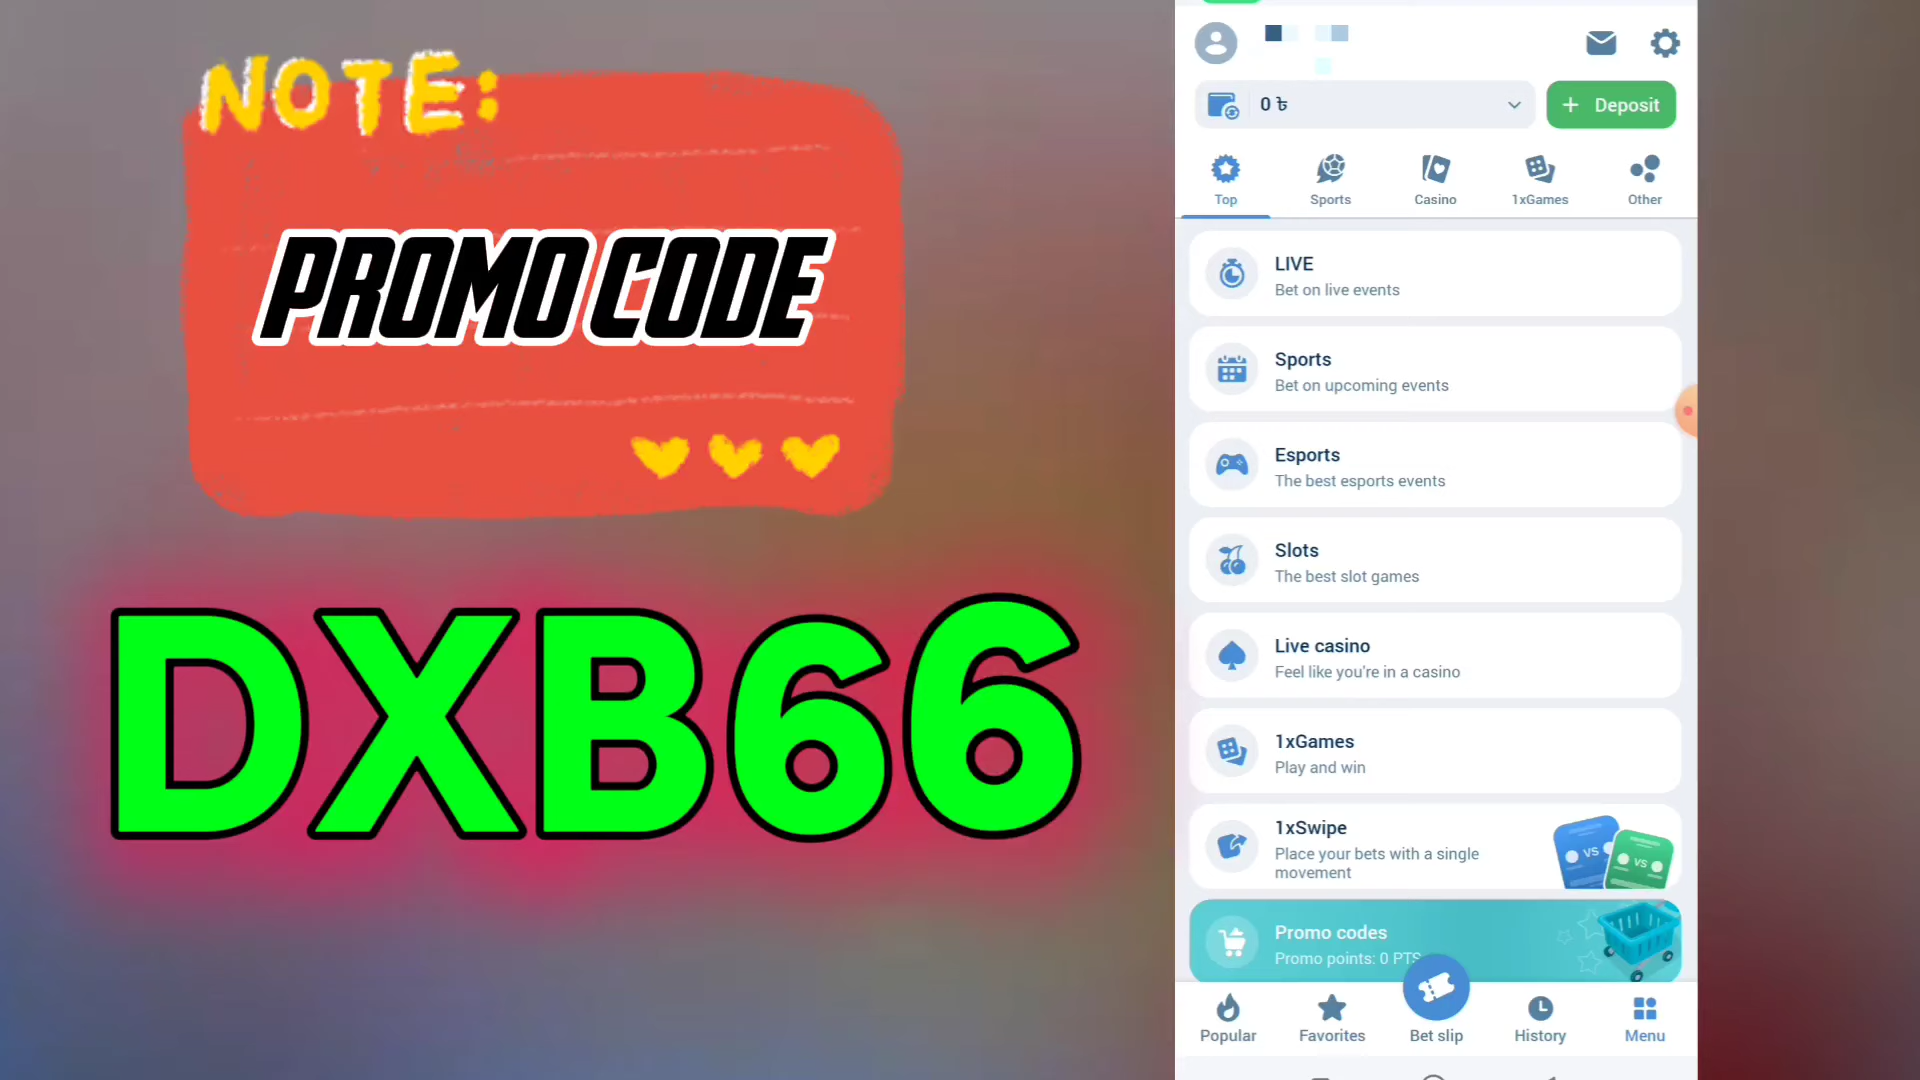 NOTE:
PROMO CODE
DXB66
0 ৳
+ Deposit
Top
Sports
Casino
1xGames
Other
LIVE
Bet on live events
Sports
Bet on upcoming events
Esports
The best esports events
Slots
The best slot games
Live casino
Feel like you're in a casino
1xGames
Play and win
1xSwipe
Place your bets with a single
movement
VS
VS
Promo codes
Promo points: 0 PTS
Popular
Favorites
Bet slip
History
Menu